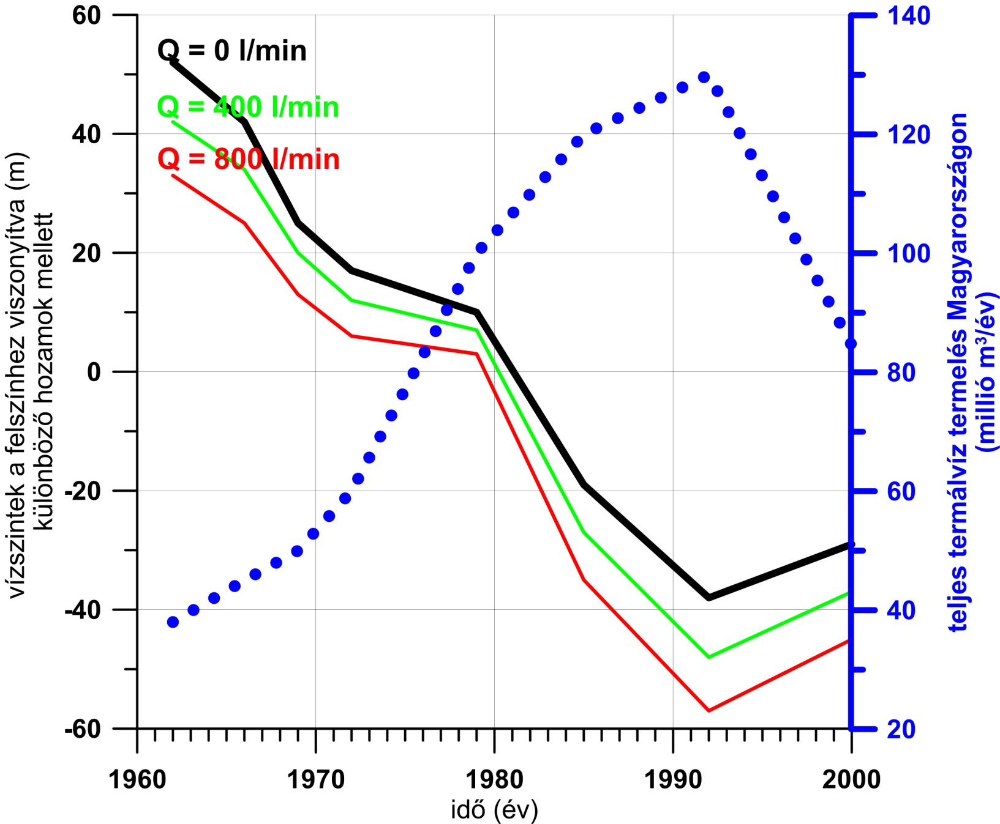 60
40
20
0
-20
-40
-60
vízszintek a felszínhez viszonyítva (m)
különböző hozamok mellett
Q = 0 l/min
Q = 400 l/min
Q = 800 l/min
140
120
100
80
60
40
20
teljes termálvíz termelés Magyarországon
(millió m³/év)
1960
1970
1980
1990
2000
idő (év)